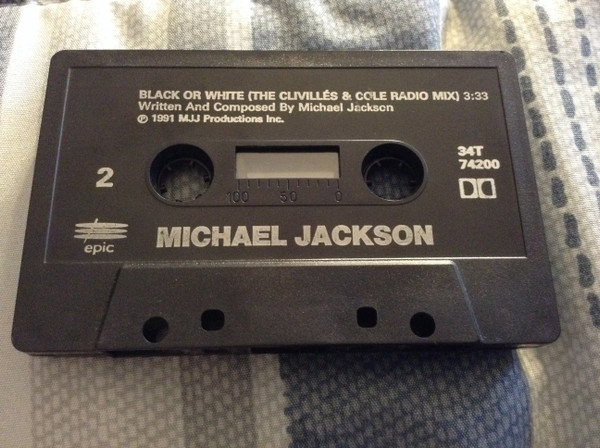 BLACK OR WHITE (THE CLIVILLÉS & COLE RADIO MIX) 3:33
Written And Composed By Michael Jackson
℗ 1991 MJJ Productions Inc.
34T
74200
2
100 50 0
epic
MICHAEL JACKSON